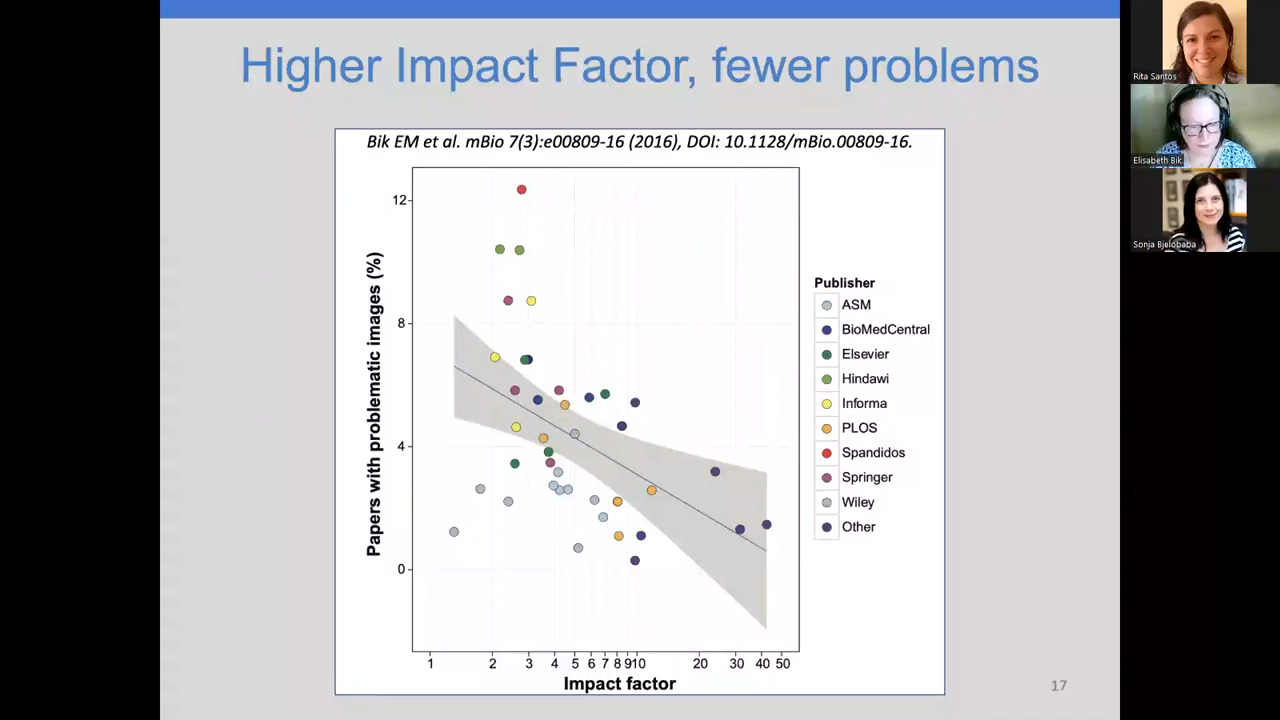 Higher Impact Factor, fewer problems
Bik EM et al. mBio 7(3):e00809-16 (2016), DOI: 10.1128/mBio.00809-16.
12
8
4
0
Papers with problematic images (%)
1 2 3 4 5 6 7 8 9 10 20 30 40 50
Impact factor
Publisher
ASM
BioMedCentral
Elsevier
Hindawi
Informa
PLOS
Spandidos
Springer
Wiley
Other
17
Rita Santos
Elisabeth Bik
Sonja Bjelobaba